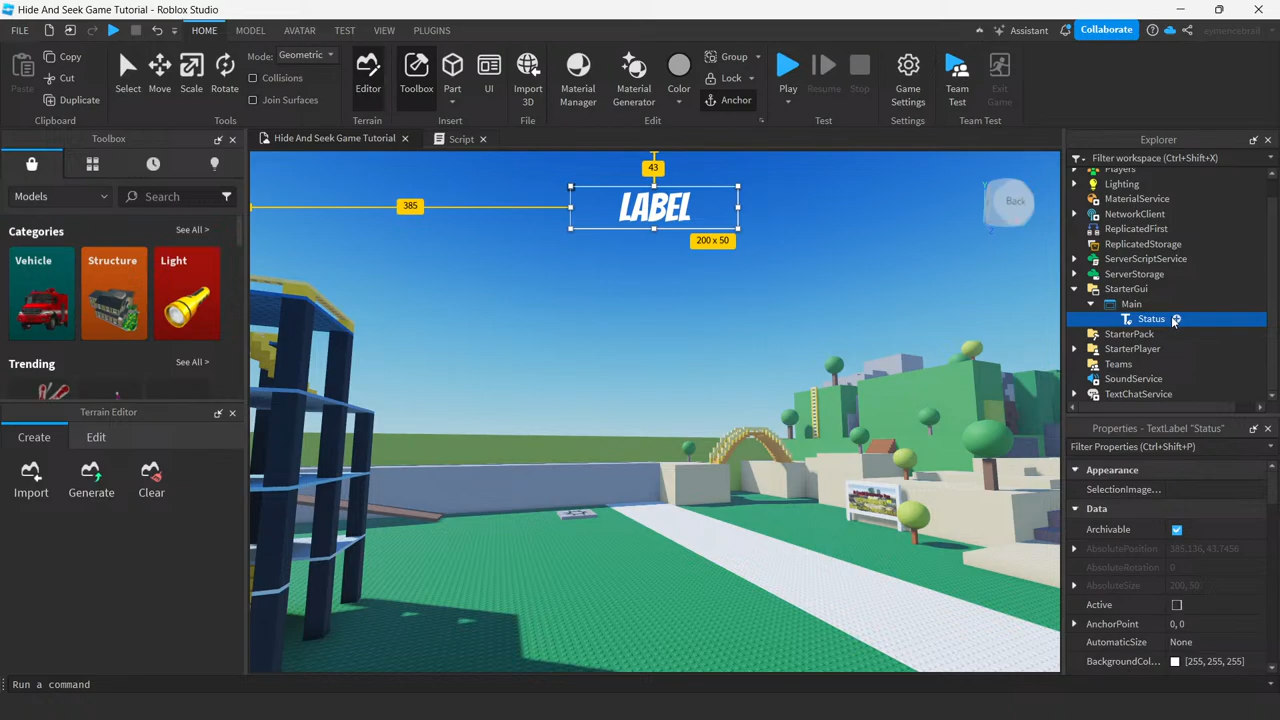 Hide And Seek Game Tutorial - Roblox Studio
FILE HOME MODEL AVATAR TEST VIEW PLUGINS Assistant Collaborate
Paste Copy Cut Duplicate Clipboard
Select Move Scale Rotate Mode: Geometric Collisions Join Surfaces Tools
Editor Terrain
Toolbox Part UI Insert
Import 3D File
Material Manager Material Generator Color Group Lock Anchor Edit
Play Resume Stop Test
Game Settings Settings
Team Test Exit Game Team Test
Toolbox
Models Search
Categories See All >
Vehicle Structure Light
Trending See All >
Terrain Editor
Create Edit
Import Generate Clear
Hide And Seek Game Tutorial Script
43
385
LABEL
200 x 50
Back
Explorer
Filter workspace (Ctrl+Shift+X)
Players
Lighting
MaterialService
NetworkClient
ReplicatedFirst
ReplicatedStorage
ServerScriptService
ServerStorage
StarterGui
Main
Status
StarterPack
StarterPlayer
Teams
SoundService
TextChatService
Properties - TextLabel "Status"
Filter Properties (Ctrl+Shift+P)
Appearance
SelectionImage...
Data
Archivable
AbsolutePosition 385,136, 43.7456
AbsoluteRotation 0
AbsoluteSize 200, 50
Active
AnchorPoint 0, 0
AutomaticSize None
BackgroundCol... [255, 255, 255]
Run a command